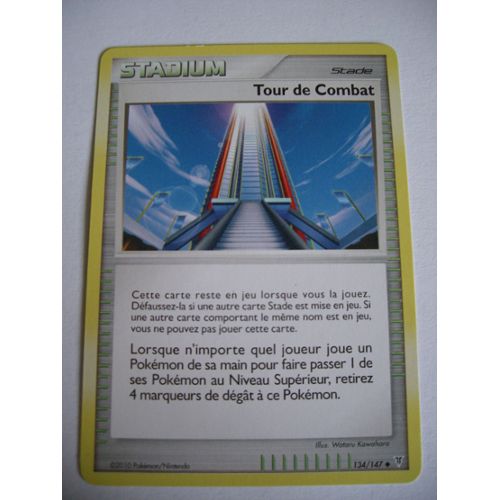 STADIUM
Stade
Tour de Combat
Cette carte reste en jeu lorsque vous la jouez.
Défaussez-la si une autre carte Stade est mise en jeu. Si
une autre carte comportant le même nom est en jeu,
vous ne pouvez pas jouer cette carte.
Lorsque n'importe quel joueur joue un
Pokémon de sa main pour faire passer 1 de
ses Pokémon au Niveau Supérieur, retirez
4 marqueurs de dégât à ce Pokémon.
Illus. Wataru Kawahara
©2010 Pokémon/Nintendo
134/147